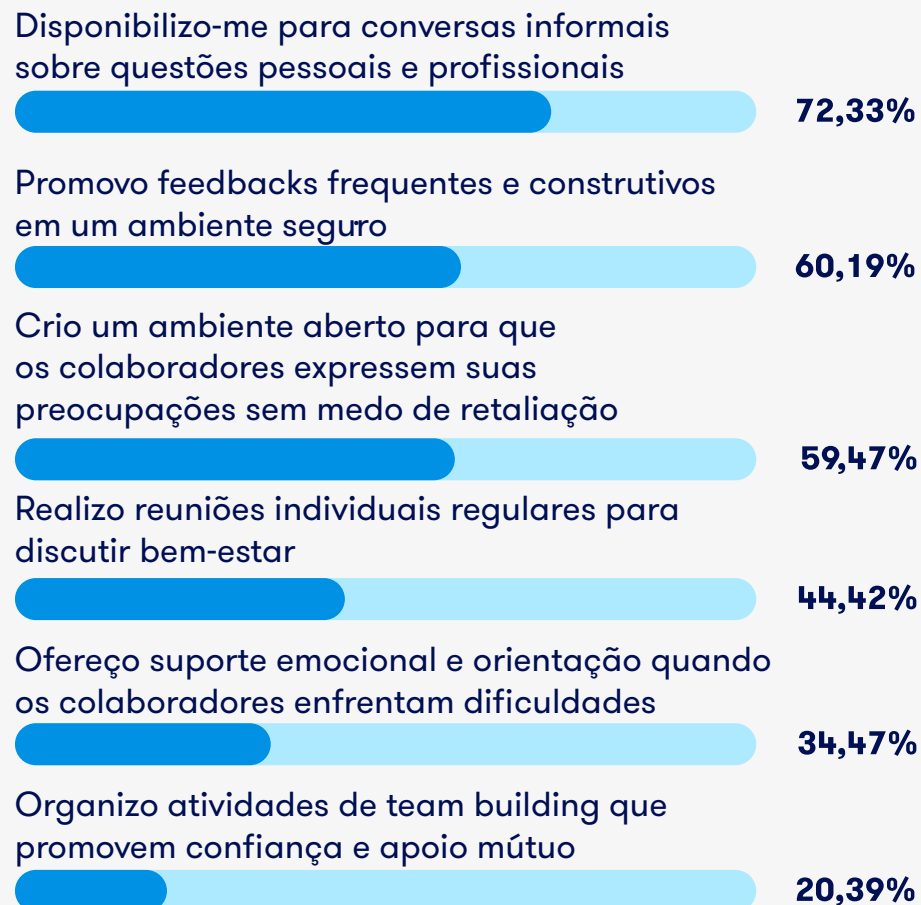 Disponibilizo-me para conversas informais
sobre questões pessoais e profissionais
72,33%
Promovo feedbacks frequentes e construtivos
em um ambiente seguro
60,19%
Crio um ambiente aberto para que
os colaboradores expressem suas
preocupações sem medo de retaliação
59,47%
Realizo reuniões individuais regulares para
discutir bem-estar
44,42%
Ofereço suporte emocional e orientação quando
os colaboradores enfrentam dificuldades
34,47%
Organizo atividades de team building que
promovem confiança e apoio mútuo
20,39%